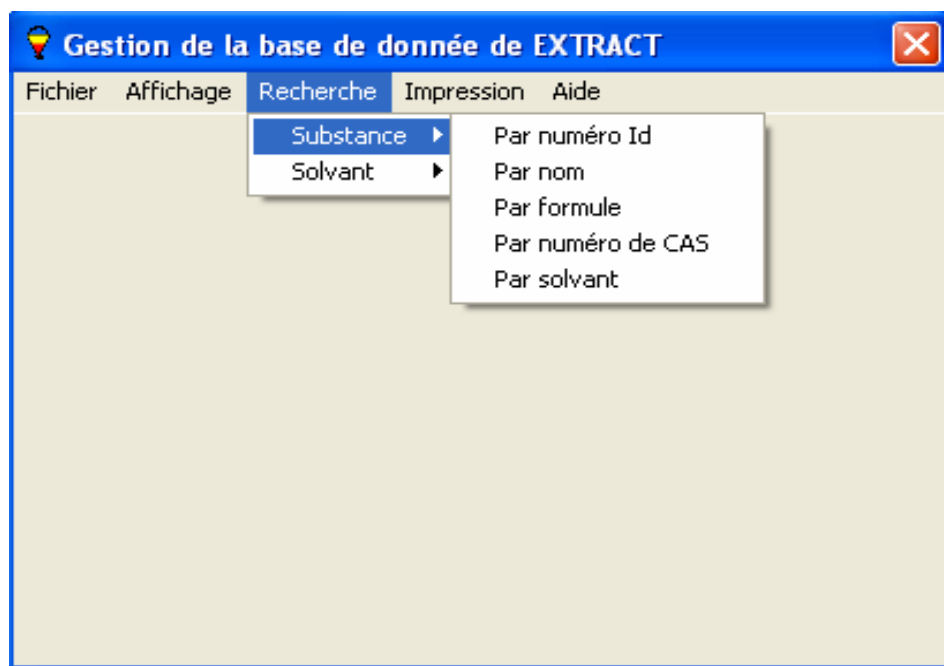 Gestion de la base de donnée de EXTRACT
Fichier Affichage Recherche Impression Aide
Substance
Solvant
Par numéro Id
Par nom
Par formule
Par numéro de CAS
Par solvant